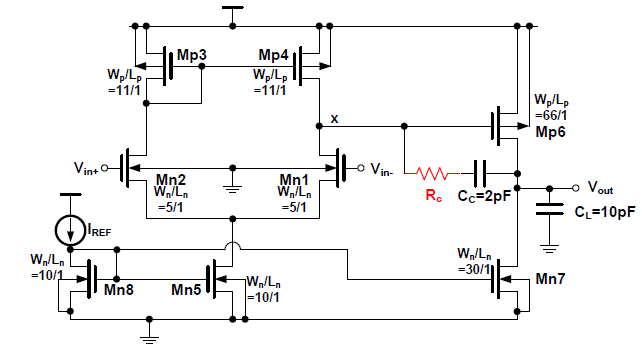 Mp3
Mp4
Wp/Lp
=11/1
Wp/Lp
=11/1
x
Wp/Lp
=66/1
Mp6
Vin+
Mn2
Wn/Ln
=5/1
Mn1
Wn/Ln
=5/1
Vin-
Rc
CC=2pF
Vout
CL=10pF
IREF
Wn/Ln
=10/1
Mn8
Mn5
Wn/Ln
=10/1
Wn/Ln
=30/1
Mn7